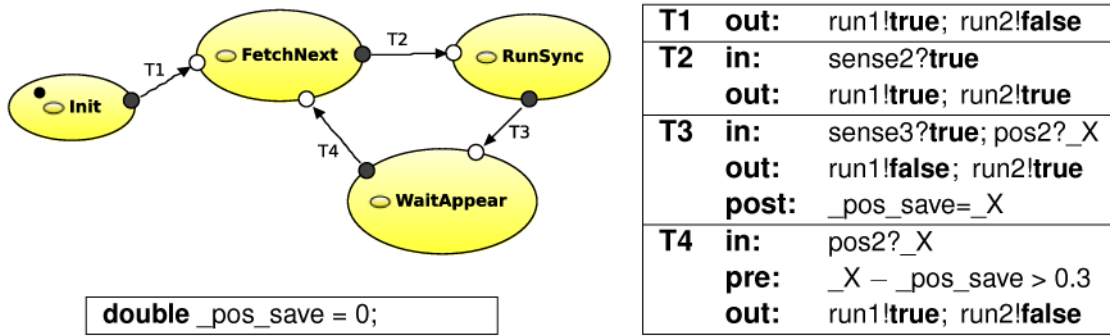 T1
Init
FetchNext
T2
RunSync
T3
T4
WaitAppear
double _pos_save = 0;
T1 out: run1!true; run2!false
T2 in: sense2?true
out: run1!true; run2!true
T3 in: sense3?true; pos2?_X
out: run1!false; run2!true
post: _pos_save=_X
T4 in: pos2?_X
pre: _X − _pos_save > 0.3
out: run1!true; run2!false